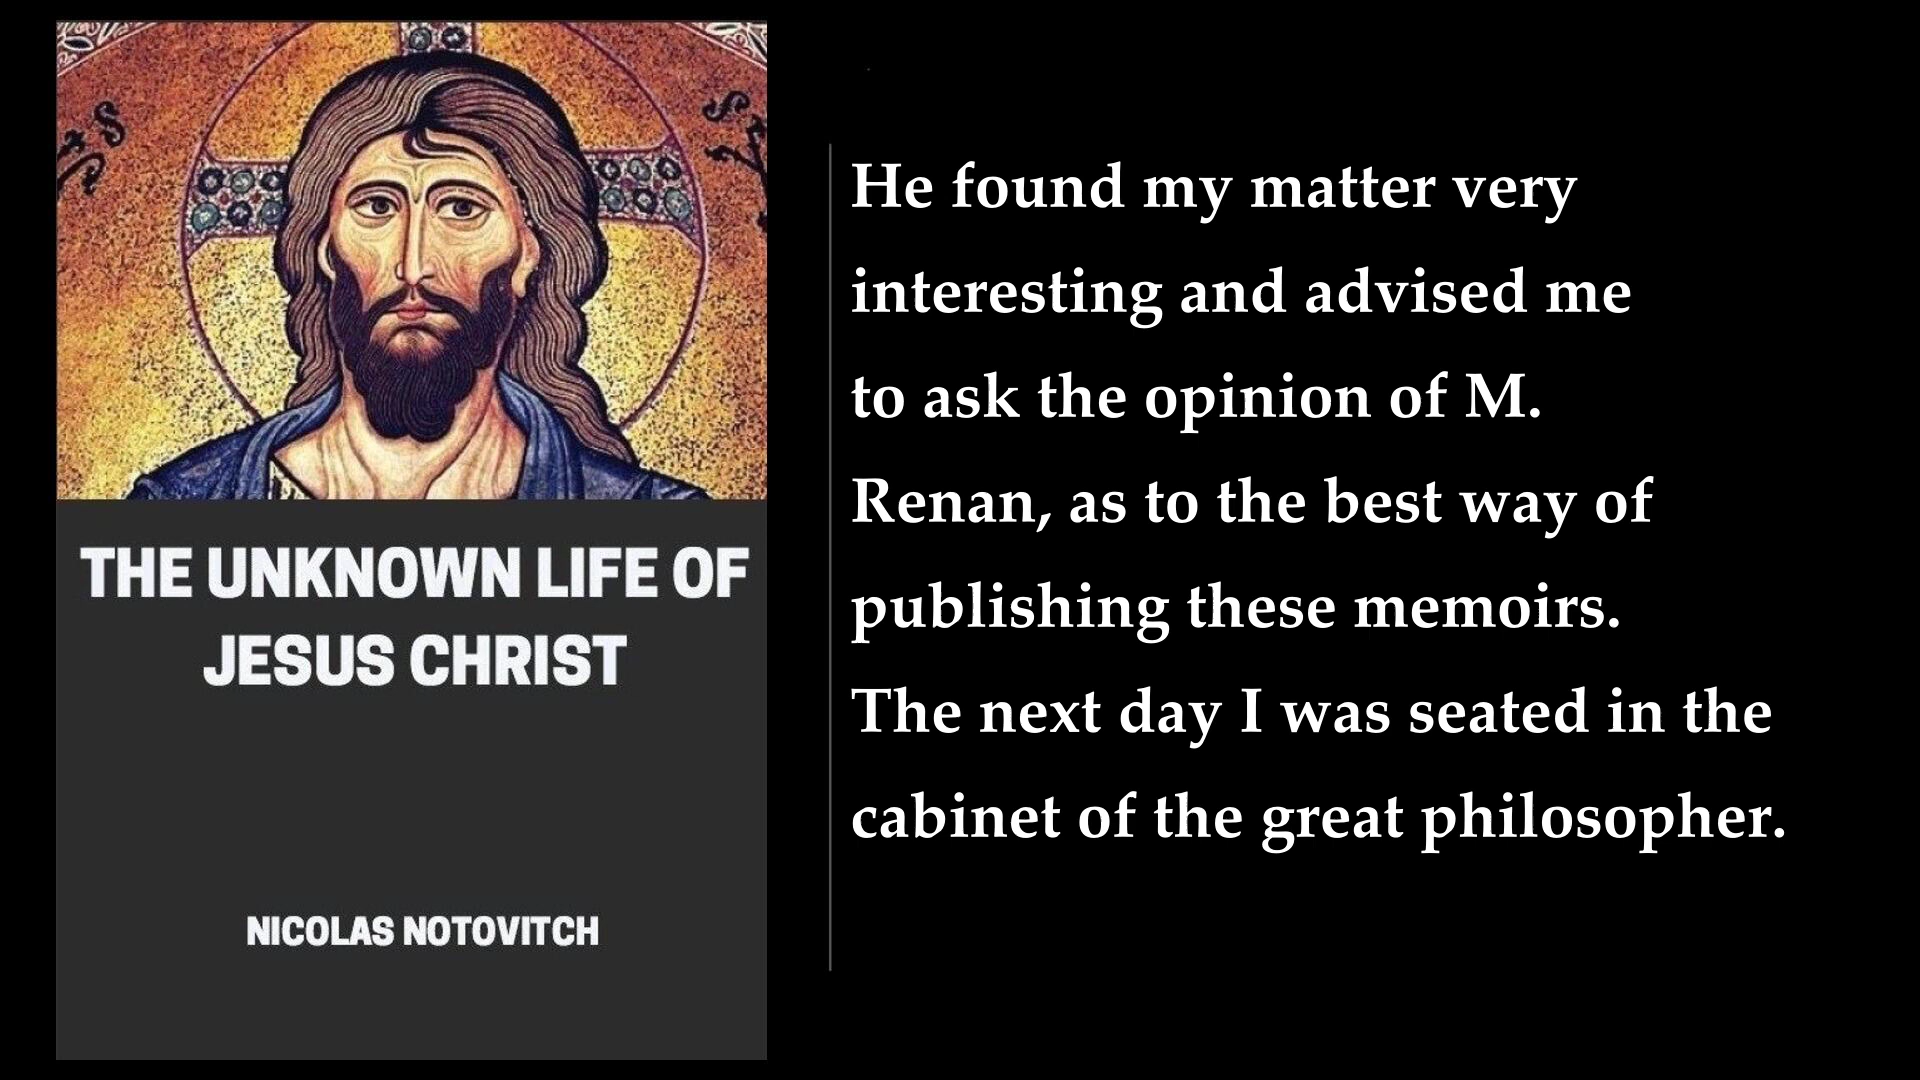 THE UNKNOWN LIFE OF
JESUS CHRIST
NICOLAS NOTOVITCH
He found my matter very
interesting and advised me
to ask the opinion of M.
Renan, as to the best way of
publishing these memoirs.
The next day I was seated in the
cabinet of the great philosopher.